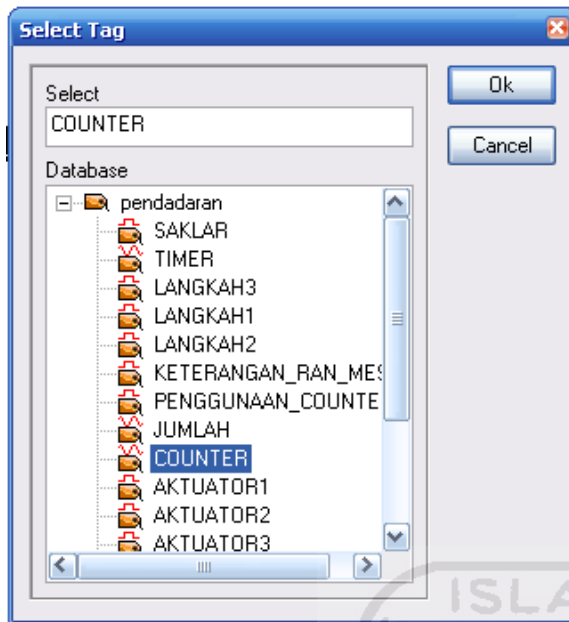 Select Tag
Ok
Select
COUNTER
Cancel
Database
pendadaran
SAKLAR
TIMER
LANGKAH3
LANGKAH1
LANGKAH2
KETERANGAN_RAN_MES
PENGGUNAAN_COUNTE
JUMLAH
COUNTER
AKTUATOR1
AKTUATOR2
AKTUATOR3
ISLA